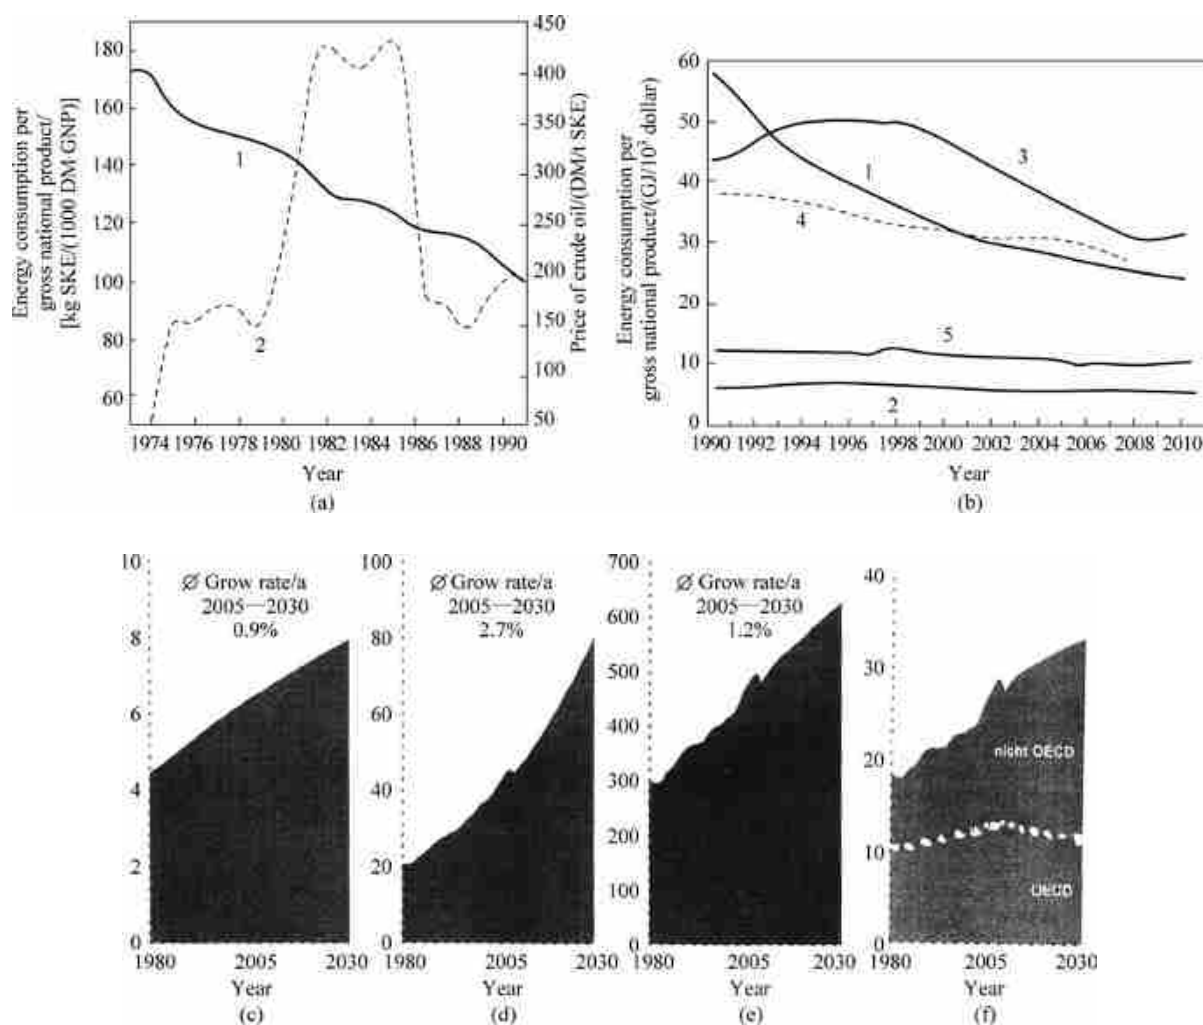 180
160
140
120
100
80
60
450
400
350
300
250
200
150
100
50
Energy consumption per
gross national product/
[kg SKE/(1000 DM GNP)]
Price of crude oil/(DM/t SKE)
1
2
1974 1976 1978 1980 1982 1984 1986 1988 1990
Year
(a)
60
50
40
30
20
10
0
Energy consumption per
gross national product/(GJ/10³ dollar)
3
1
4
5
2
1990 1992 1994 1996 1998 2000 2002 2004 2006 2008 2010
Year
(b)
10
8
6
4
2
0
Ø Grow rate/a
2005—2030
0.9%
1980 2005 2030
Year
(c)
100
80
60
40
20
0
Ø Grow rate/a
2005—2030
2.7%
1980 2005 2030
Year
(d)
700
600
500
400
300
200
100
0
Ø Grow rate/a
2005—2030
1.2%
1980 2005 2030
Year
(e)
40
30
20
10
0
nicht OECD
OECD
1980 2005 2030
Year
(f)